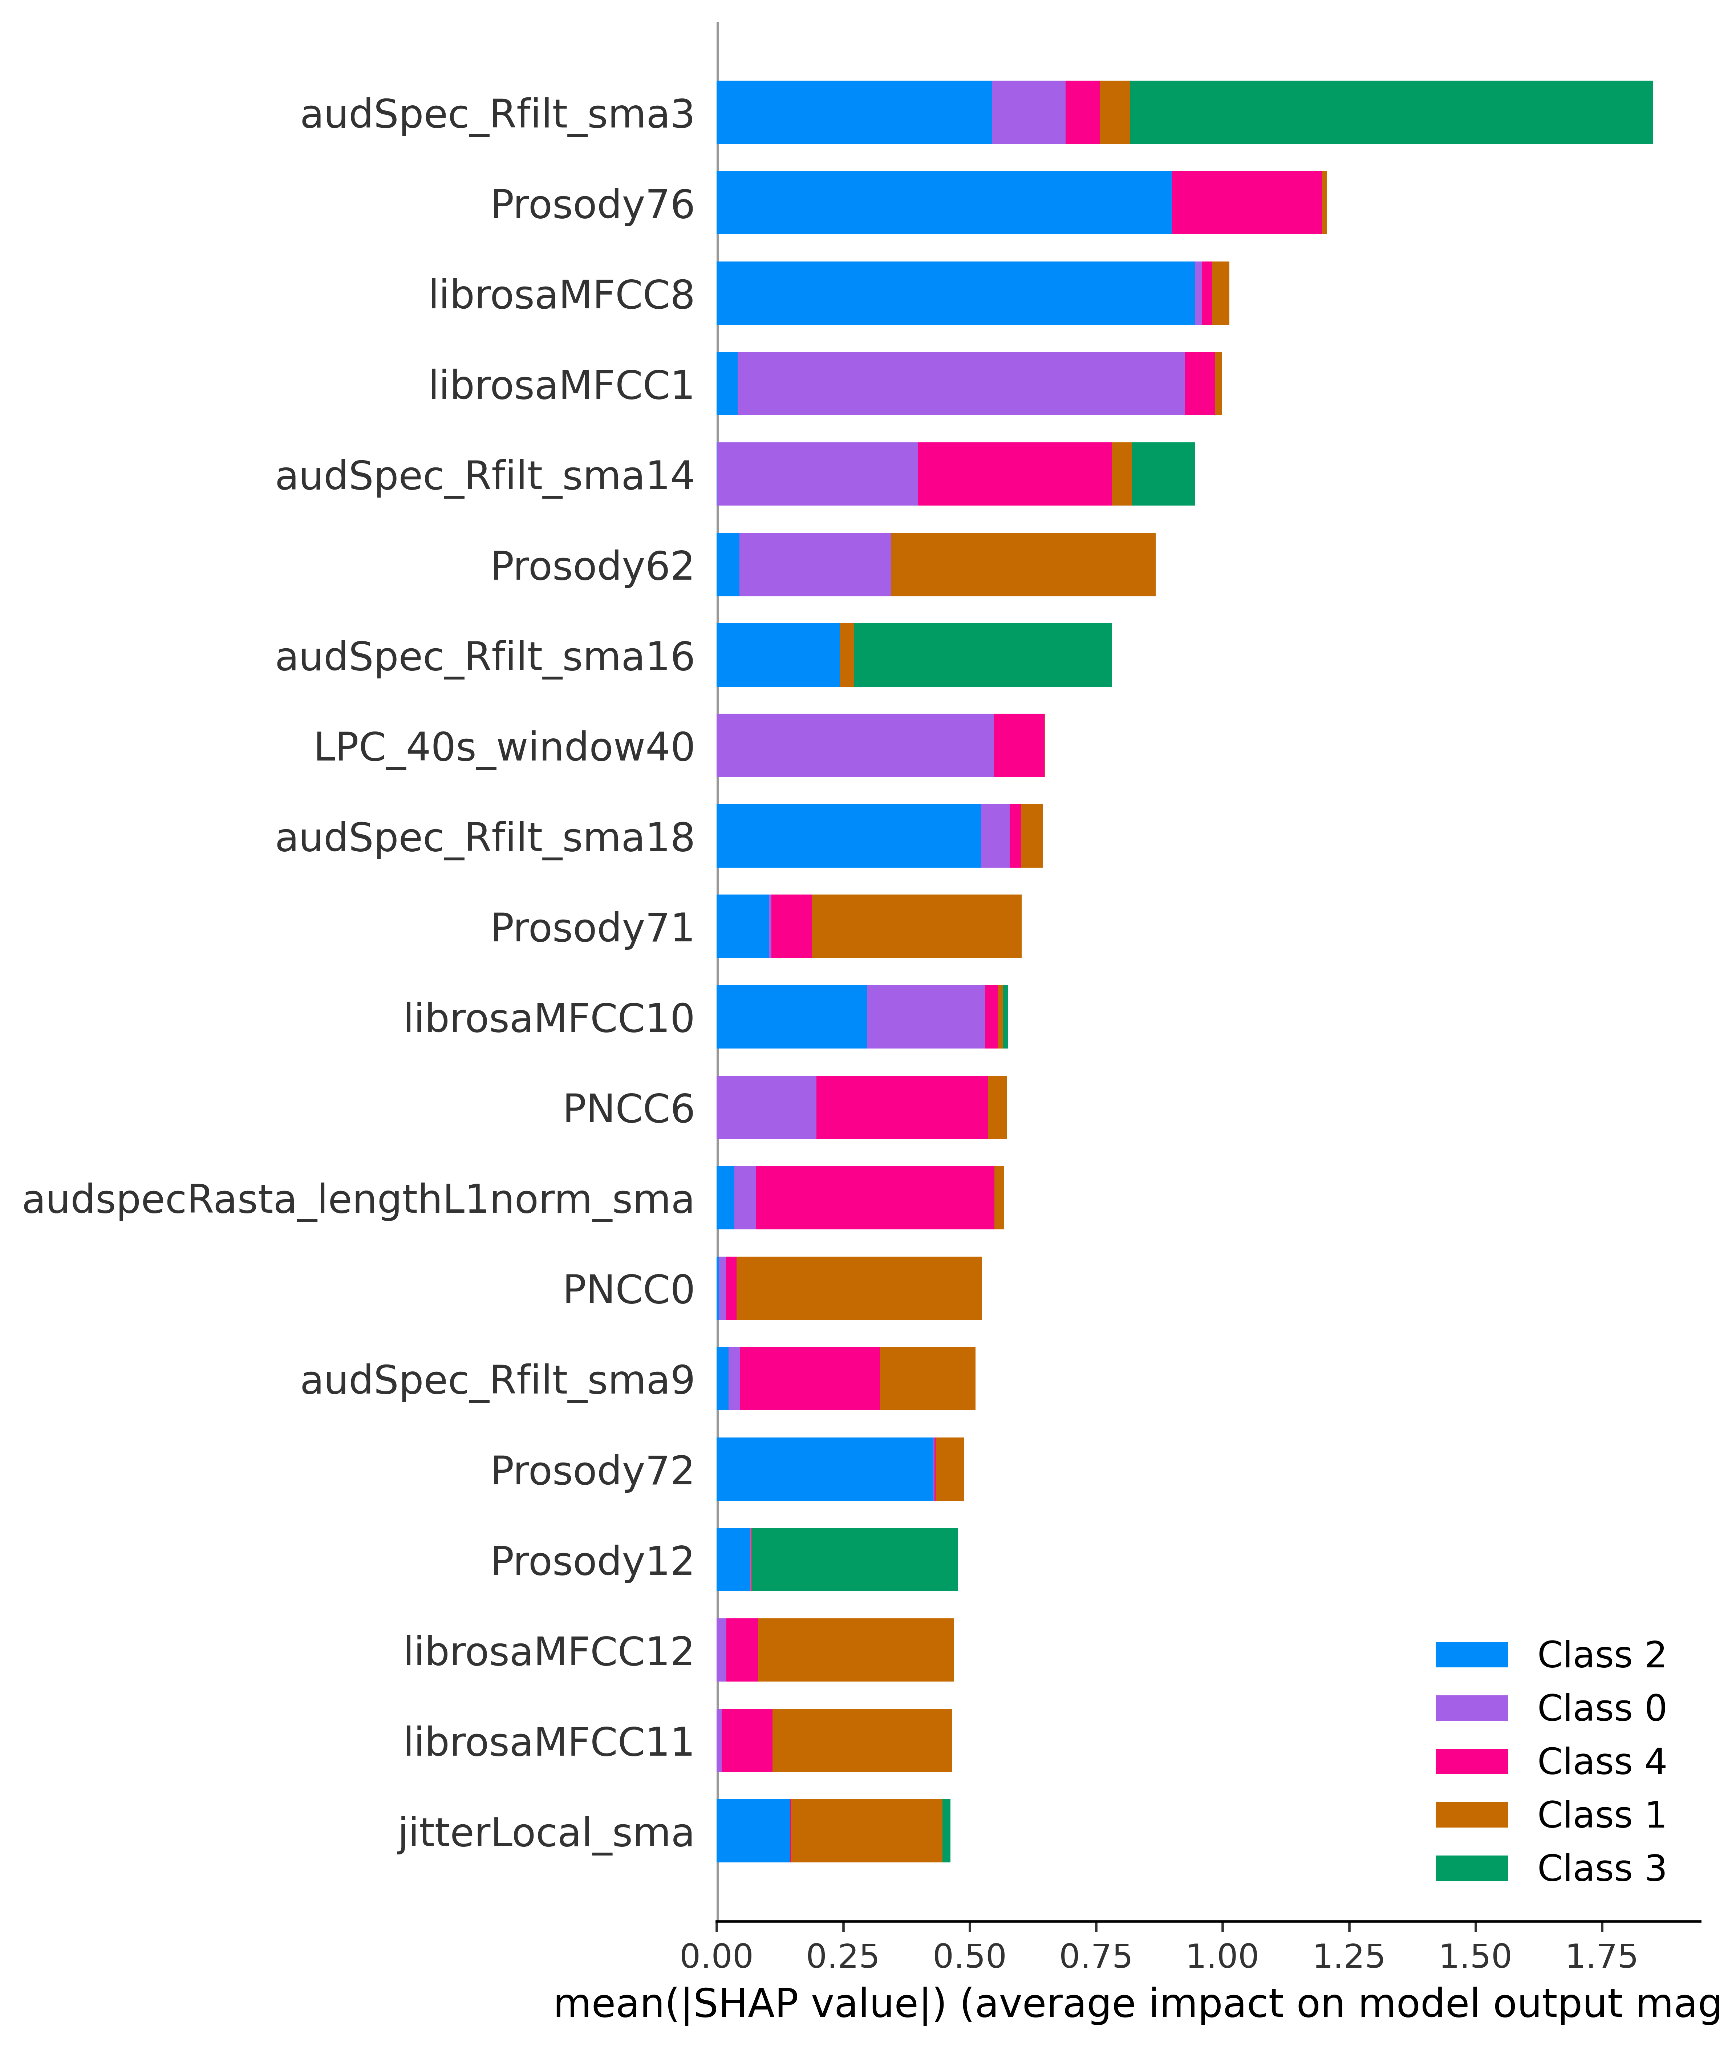 audSpec_Rfilt_sma3
Prosody76
librosaMFCC8
librosaMFCC1
audSpec_Rfilt_sma14
Prosody62
audSpec_Rfilt_sma16
LPC_40s_window40
audSpec_Rfilt_sma18
Prosody71
librosaMFCC10
PNCC6
audspecRasta_lengthL1norm_sma
PNCC0
audSpec_Rfilt_sma9
Prosody72
Prosody12
librosaMFCC12
librosaMFCC11
jitterLocal_sma
Class 2
Class 0
Class 4
Class 1
Class 3
0.00 0.25 0.50 0.75 1.00 1.25 1.50 1.75
mean(|SHAP value|) (average impact on model output mag